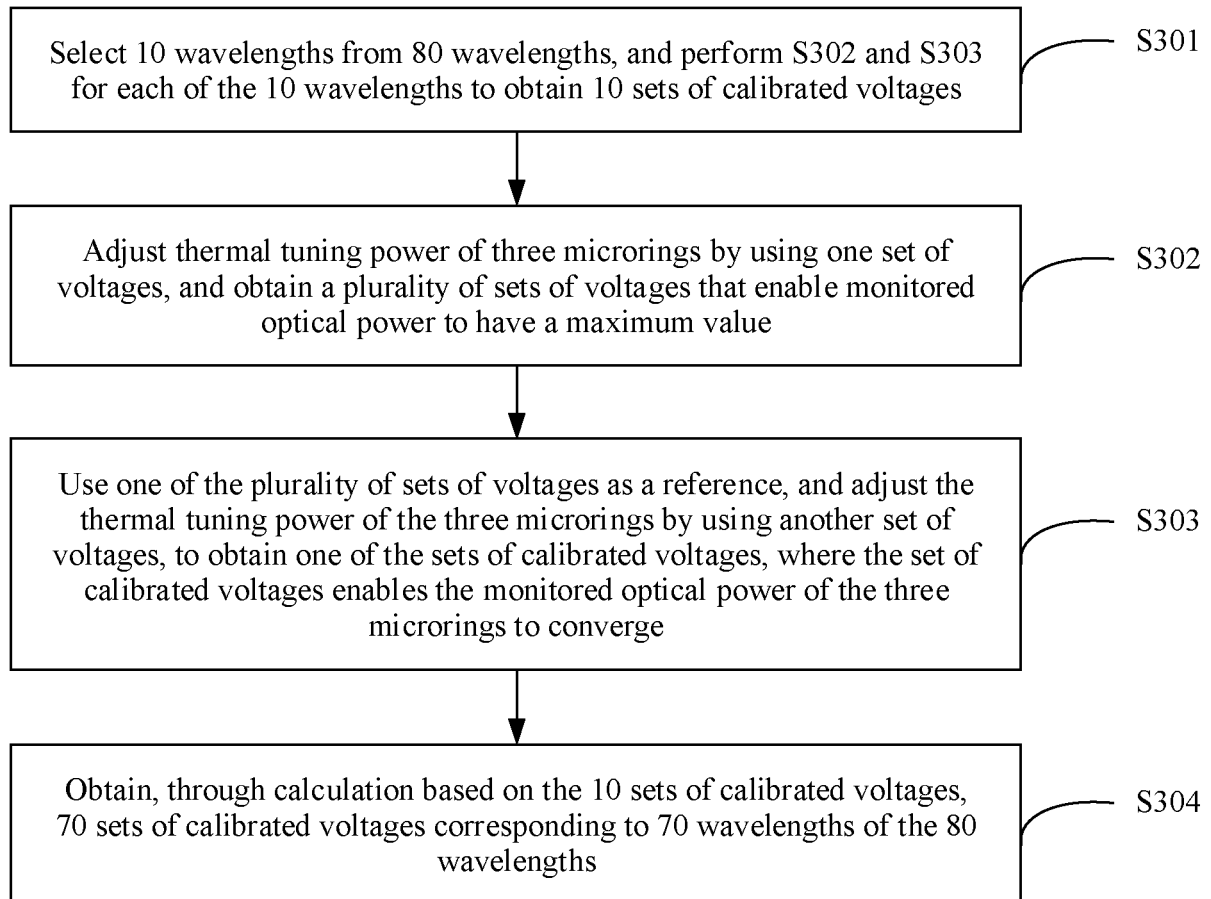 Select 10 wavelengths from 80 wavelengths, and perform S302 and S303
for each of the 10 wavelengths to obtain 10 sets of calibrated voltages
S301
Adjust thermal tuning power of three microrings by using one set of
voltages, and obtain a plurality of sets of voltages that enable monitored
optical power to have a maximum value
S302
Use one of the plurality of sets of voltages as a reference, and adjust the
thermal tuning power of the three microrings by using another set of
voltages, to obtain one of the sets of calibrated voltages, where the set of
calibrated voltages enables the monitored optical power of the three
microrings to converge
S303
Obtain, through calculation based on the 10 sets of calibrated voltages,
70 sets of calibrated voltages corresponding to 70 wavelengths of the 80
wavelengths
S304